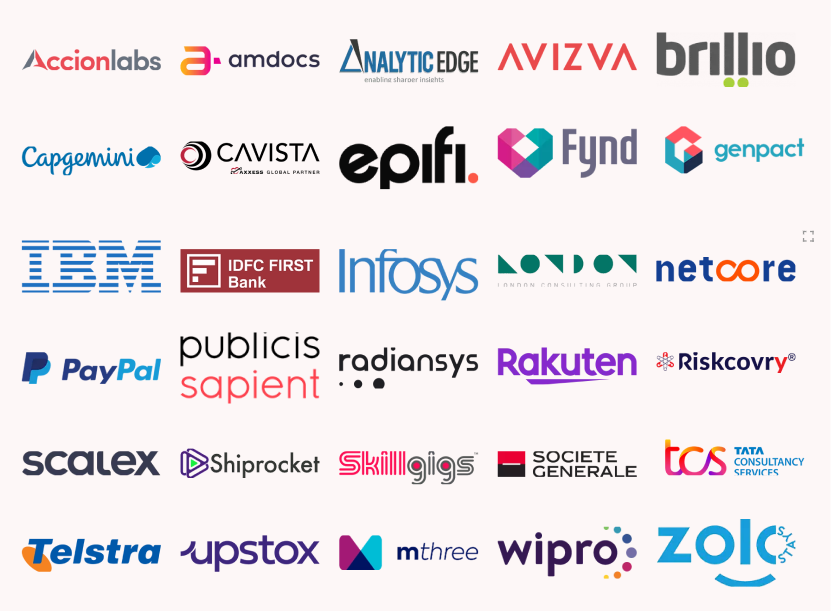 Accionlabs
amdocs
ANALYTIC EDGE
enabling sharper insights
AVIZVA
brillio
Capgemini
CAVISTA
AXXESS GLOBAL PARTNER
epifi.
Fynd
genpact
IBM
IDFC FIRST
Bank
Infosys
LONDON
LONDON CONSULTING GROUP
netcore
PayPal
publicis
sapient
radiansys
Rakuten
Riskcovry®
SCALEX
Shiprocket
Skillgigs™
SOCIETE
GENERALE
tcs
TATA
CONSULTANCY
SERVICES
Telstra
upstox
mthree
wipro
zolo
STAYS